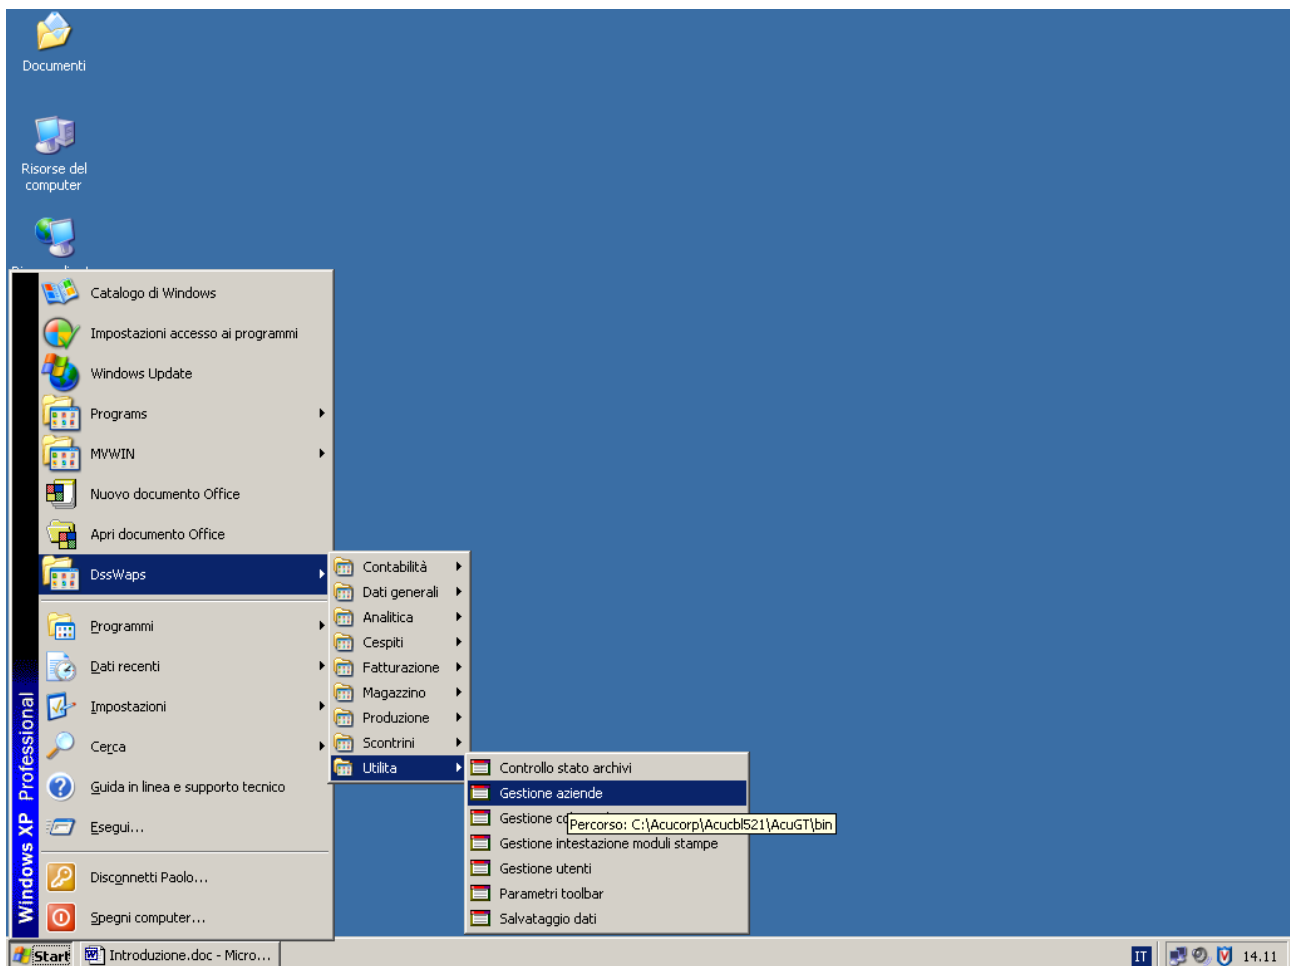 Documenti
Risorse del
computer
Catalogo di Windows
Impostazioni accesso ai programmi
Windows Update
Programs
MVWIN
Nuovo documento Office
Apri documento Office
DssWaps
Programmi
Dati recenti
Impostazioni
Cerca
Guida in linea e supporto tecnico
Esegui...
Disconnetti Paolo...
Spegni computer...
Windows XP Professional
Contabilità
Dati generali
Analitica
Cespiti
Fatturazione
Magazzino
Produzione
Scontrini
Utilita
Controllo stato archivi
Gestione aziende
Gestione
Percorso: C:\Acucorp\Acucbl521\AcuGT\bin
Gestione intestazione moduli stampe
Gestione utenti
Parametri toolbar
Salvataggio dati
Start
Introduzione.doc - Micro...
IT
14.11